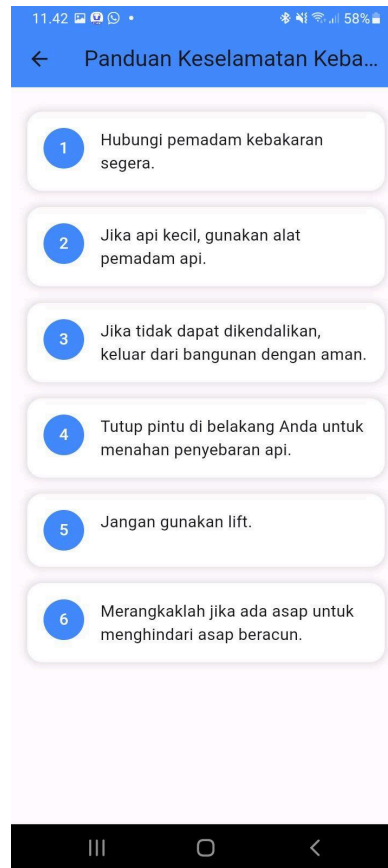 11.42
58%
Panduan Keselamatan Keba...
1
Hubungi pemadam kebakaran
segera.
2
Jika api kecil, gunakan alat
pemadam api.
3
Jika tidak dapat dikendalikan,
keluar dari bangunan dengan aman.
4
Tutup pintu di belakang Anda untuk
menahan penyebaran api.
5
Jangan gunakan lift.
6
Merangkaklah jika ada asap untuk
menghindari asap beracun.